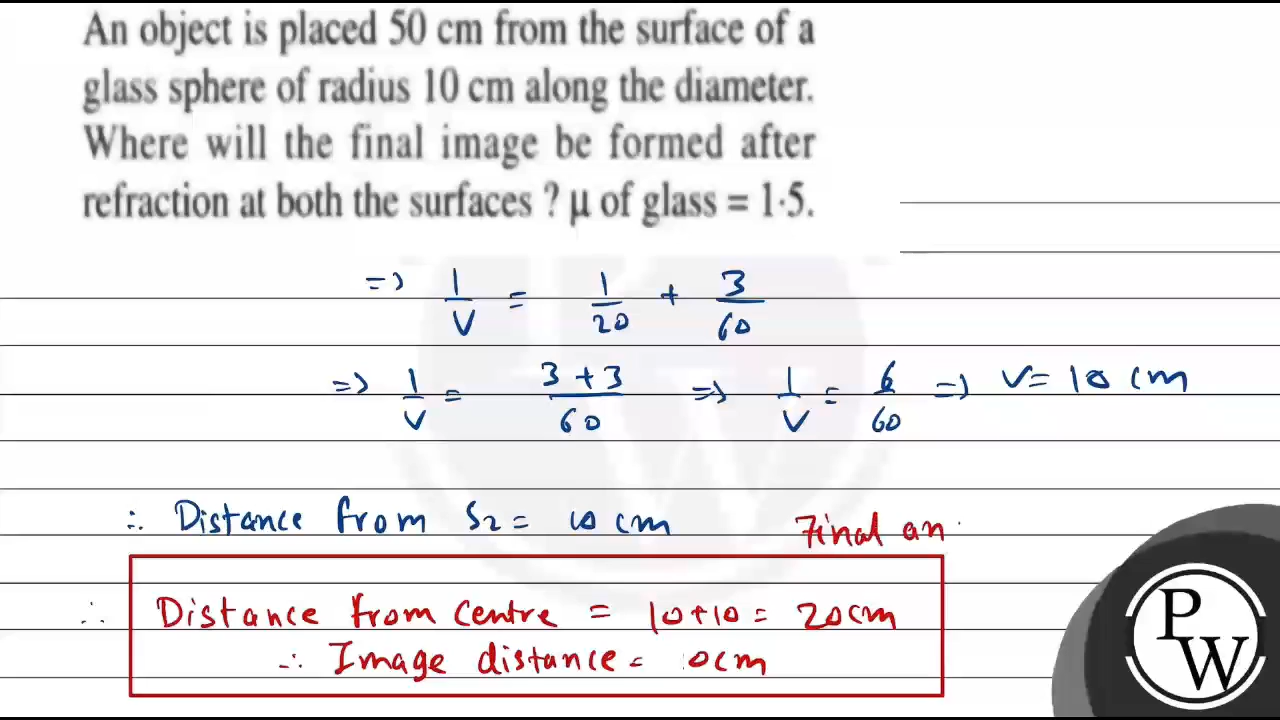 An object is placed 50 cm from the surface of a
glass sphere of radius 10 cm along the diameter.
Where will the final image be formed after
refraction at both the surfaces ? μ of glass = 1·5.
=> 1/V = 1/20 + 3/60
=> 1/V = 3+3/60 => 1/V = 6/60 => V= 10 cm
∴ Distance from S2 = 10 cm
Final an
∴ Distance from centre = 10+10 = 20cm
∴ Image distance = 0cm
PW